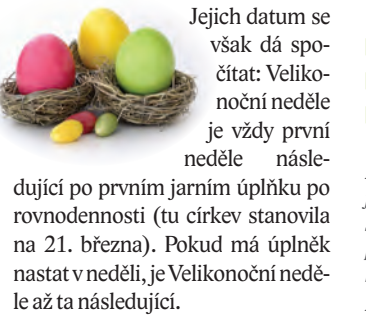 Jejich datum se
však dá spo-
čítat: Veliko-
noční neděle
je vždy první
neděle násle-
dující po prvním jarním úplňku po
rovnodennosti (tu církev stanovila
na 21. března). Pokud má úplněk
nastat v neděli, je Velikonoční nedě-
le až ta následující.